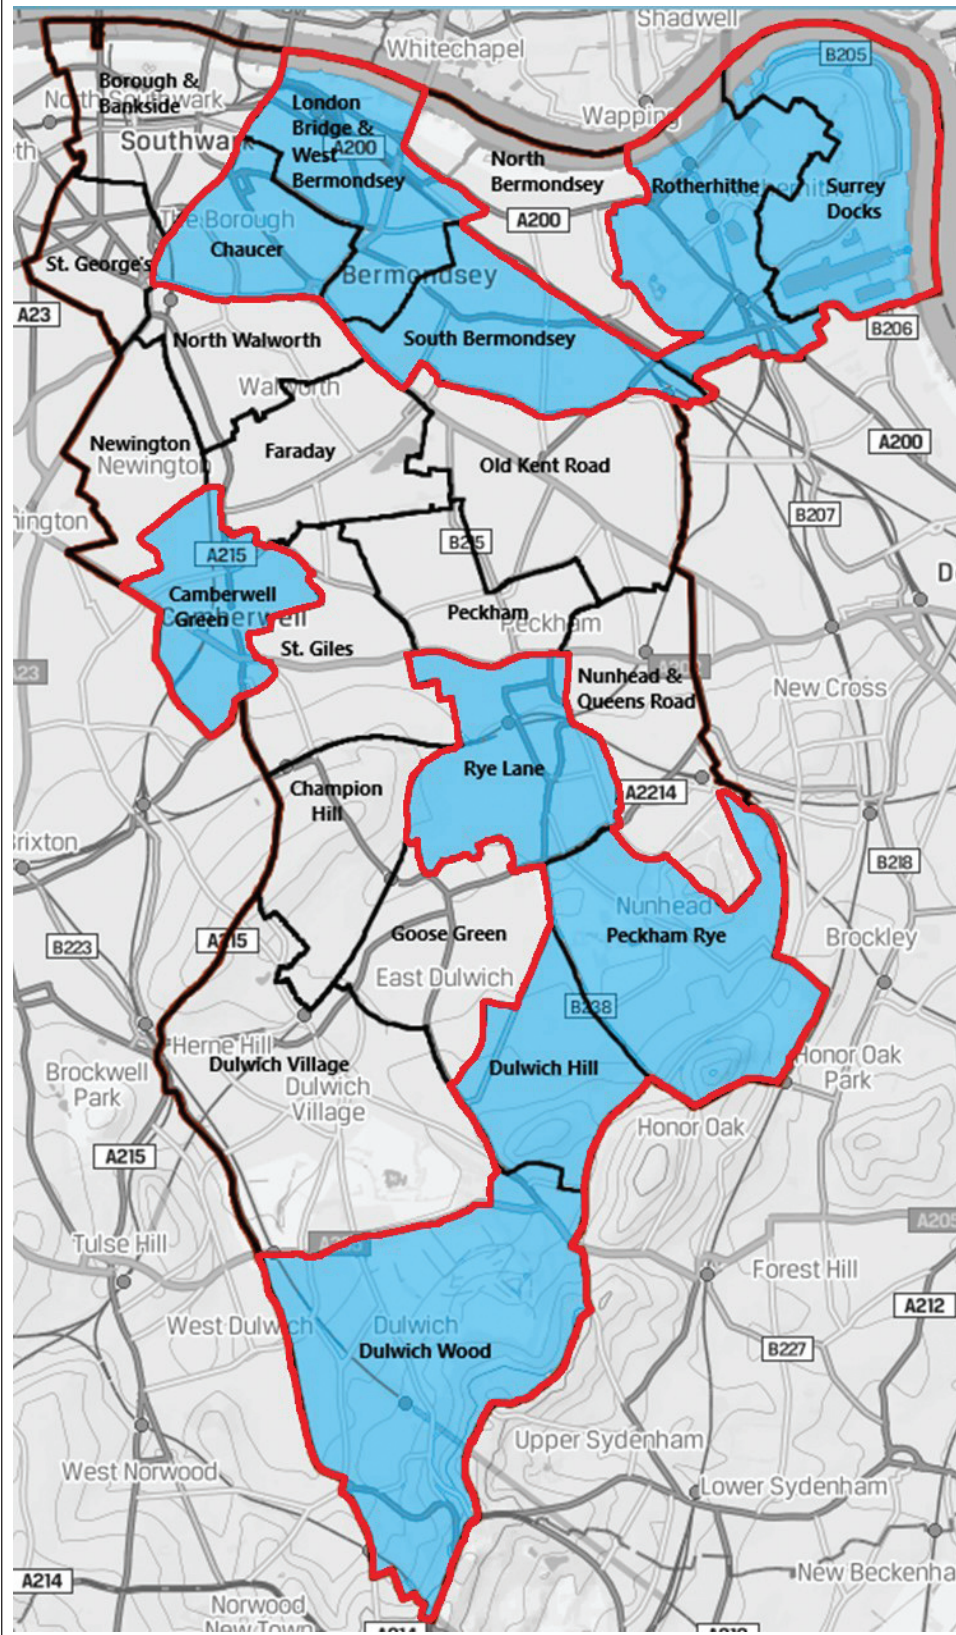 Shadwell
Whitechapel
B205
Borough &
Bankside
North Southwark
Southwark
London
Bridge &
West
Bermondsey
A200
Wapping
North
Bermondsey
A200
Rotherhithe
Rotherhithe
Surrey
Docks
The Borough
Chaucer
St. George's
Bermondsey
A23
B206
North Walworth
South Bermondsey
Walworth
Newington
Newington
Faraday
Old Kent Road
A200
B207
B215
A215
Camberwell
Green
Camberwell
St. Giles
Peckham
Peckham
Nunhead &
Queens Road
New Cross
Rye Lane
Champion
Hill
A2214
Brixton
B218
Nunhead
Peckham Rye
Goose Green
A215
B223
Brockley
East Dulwich
B238
Herne Hill
Dulwich Village
Dulwich
Village
Dulwich Hill
Honor Oak
Park
Brockwell
Park
Honor Oak
A215
A205
Tulse Hill
A205
Forest Hill
A212
West Dulwich
Dulwich
Dulwich Wood
B227
Upper Sydenham
West Norwood
Lower Sydenham
A214
New Beckenha
Norwood
New Town
A214